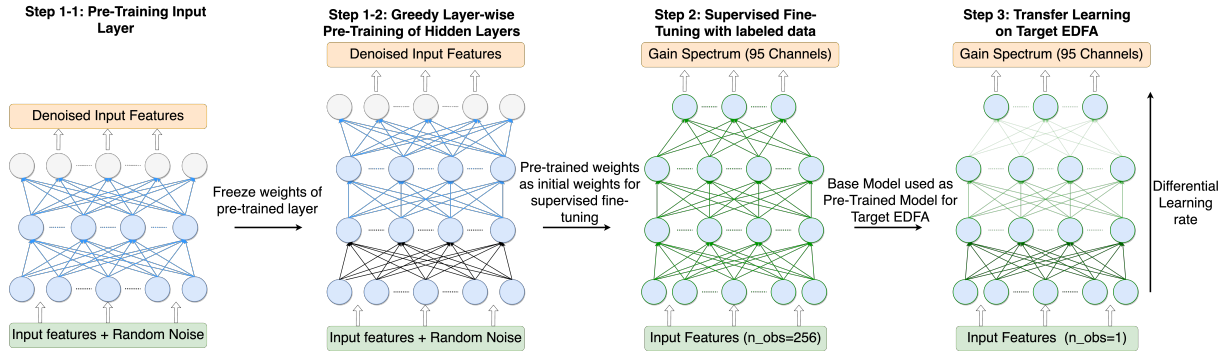 Step 1-1: Pre-Training Input
Layer
Denoised Input Features
Input features + Random Noise
Freeze weights of
pre-trained layer
Step 1-2: Greedy Layer-wise
Pre-Training of Hidden Layers
Denoised Input Features
Input features + Random Noise
Pre-trained weights
as initial weights for
supervised fine-
tuning
Step 2: Supervised Fine-
Tuning with labeled data
Gain Spectrum (95 Channels)
Input Features (n_obs=256)
Base Model used as
Pre-Trained Model for
Target EDFA
Step 3: Transfer Learning
on Target EDFA
Gain Spectrum (95 Channels)
Input Features (n_obs=1)
Differential
Learning
rate